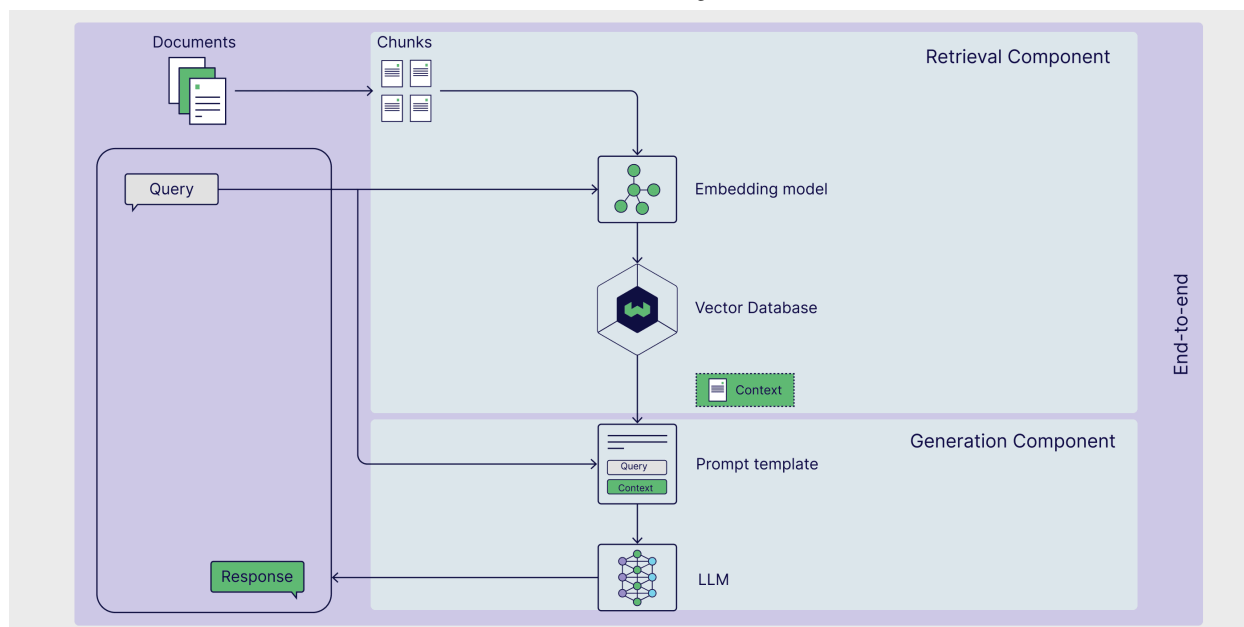 Documents
Chunks
Retrieval Component
Query
Embedding model
Vector Database
End-to-end
Context
Generation Component
Query
Context
Prompt template
Response
LLM